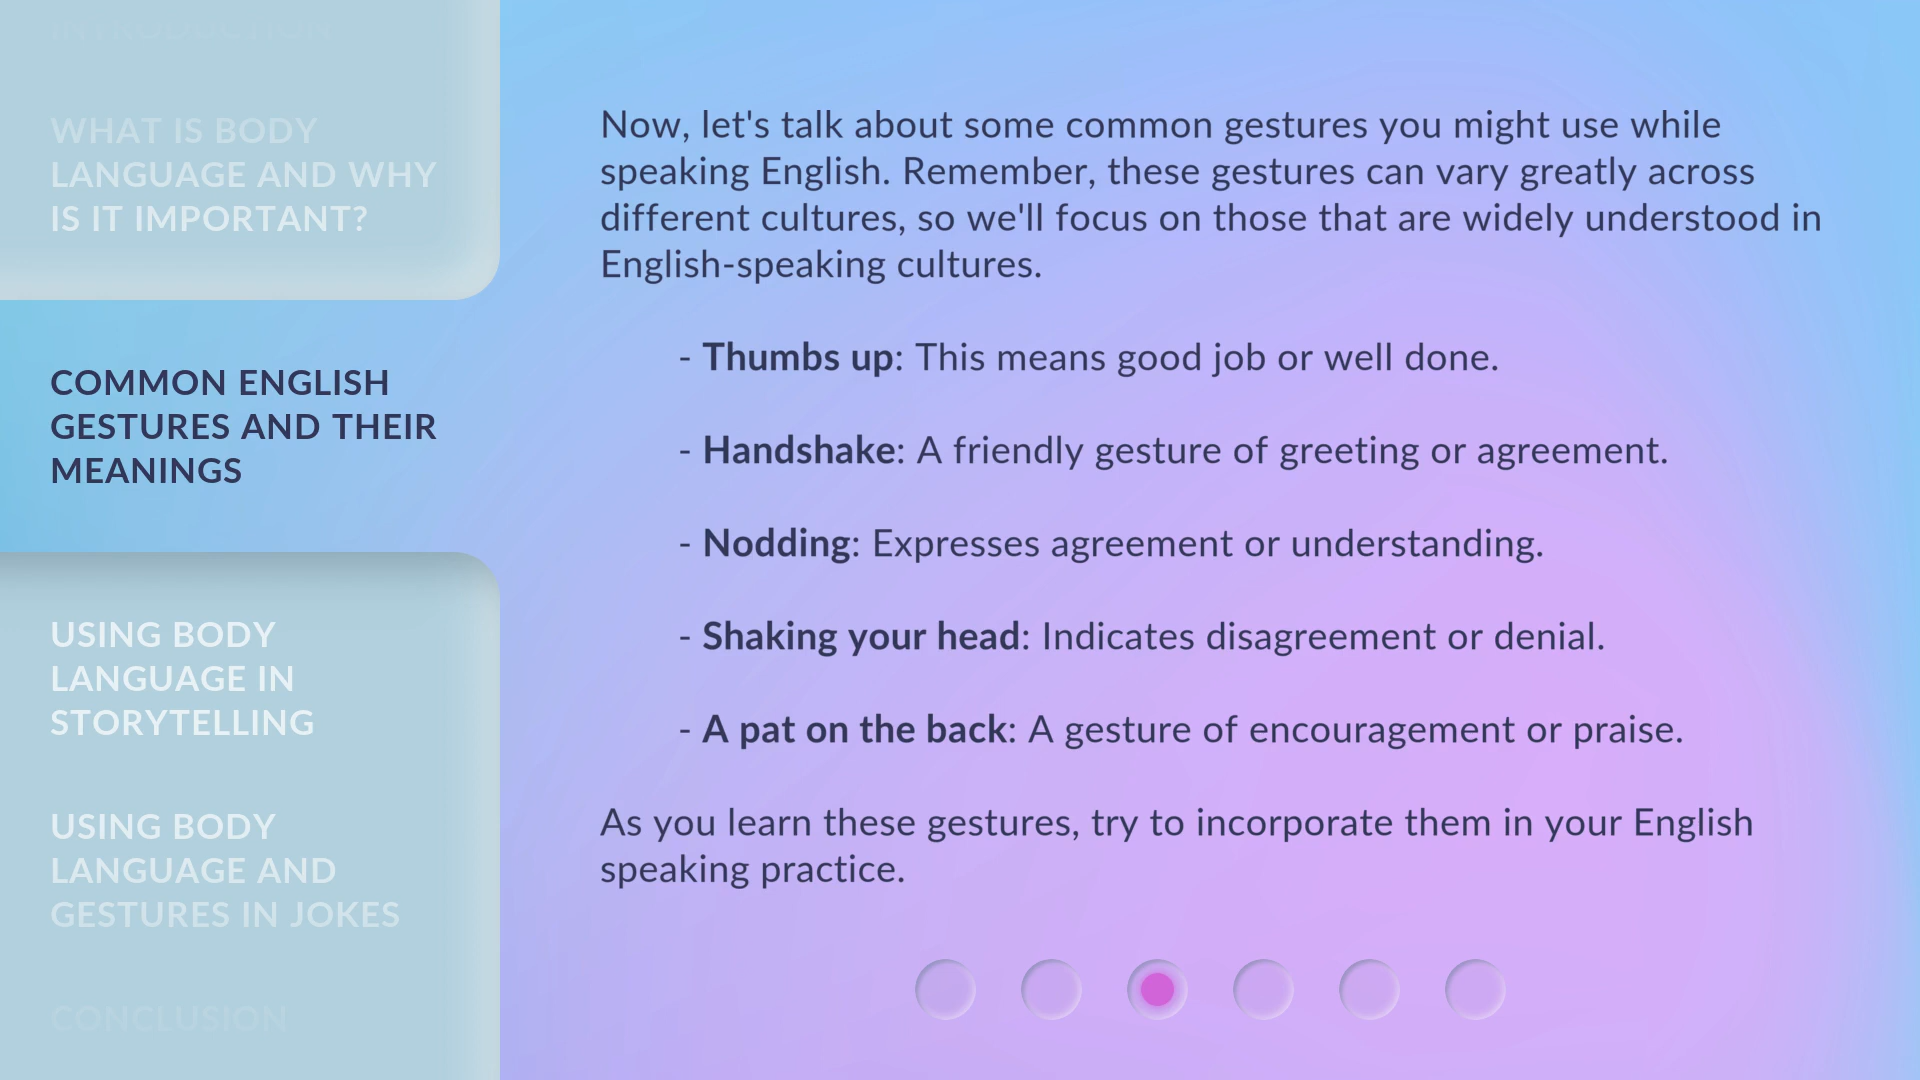 INTRODUCTION
WHAT IS BODY
LANGUAGE AND WHY
IS IT IMPORTANT?
COMMON ENGLISH
GESTURES AND THEIR
MEANINGS
USING BODY
LANGUAGE IN
STORYTELLING
USING BODY
LANGUAGE AND
GESTURES IN JOKES
CONCLUSION
Now, let's talk about some common gestures you might use while
speaking English. Remember, these gestures can vary greatly across
different cultures, so we'll focus on those that are widely understood in
English-speaking cultures.
- Thumbs up: This means good job or well done.
- Handshake: A friendly gesture of greeting or agreement.
- Nodding: Expresses agreement or understanding.
- Shaking your head: Indicates disagreement or denial.
- A pat on the back: A gesture of encouragement or praise.
As you learn these gestures, try to incorporate them in your English
speaking practice.